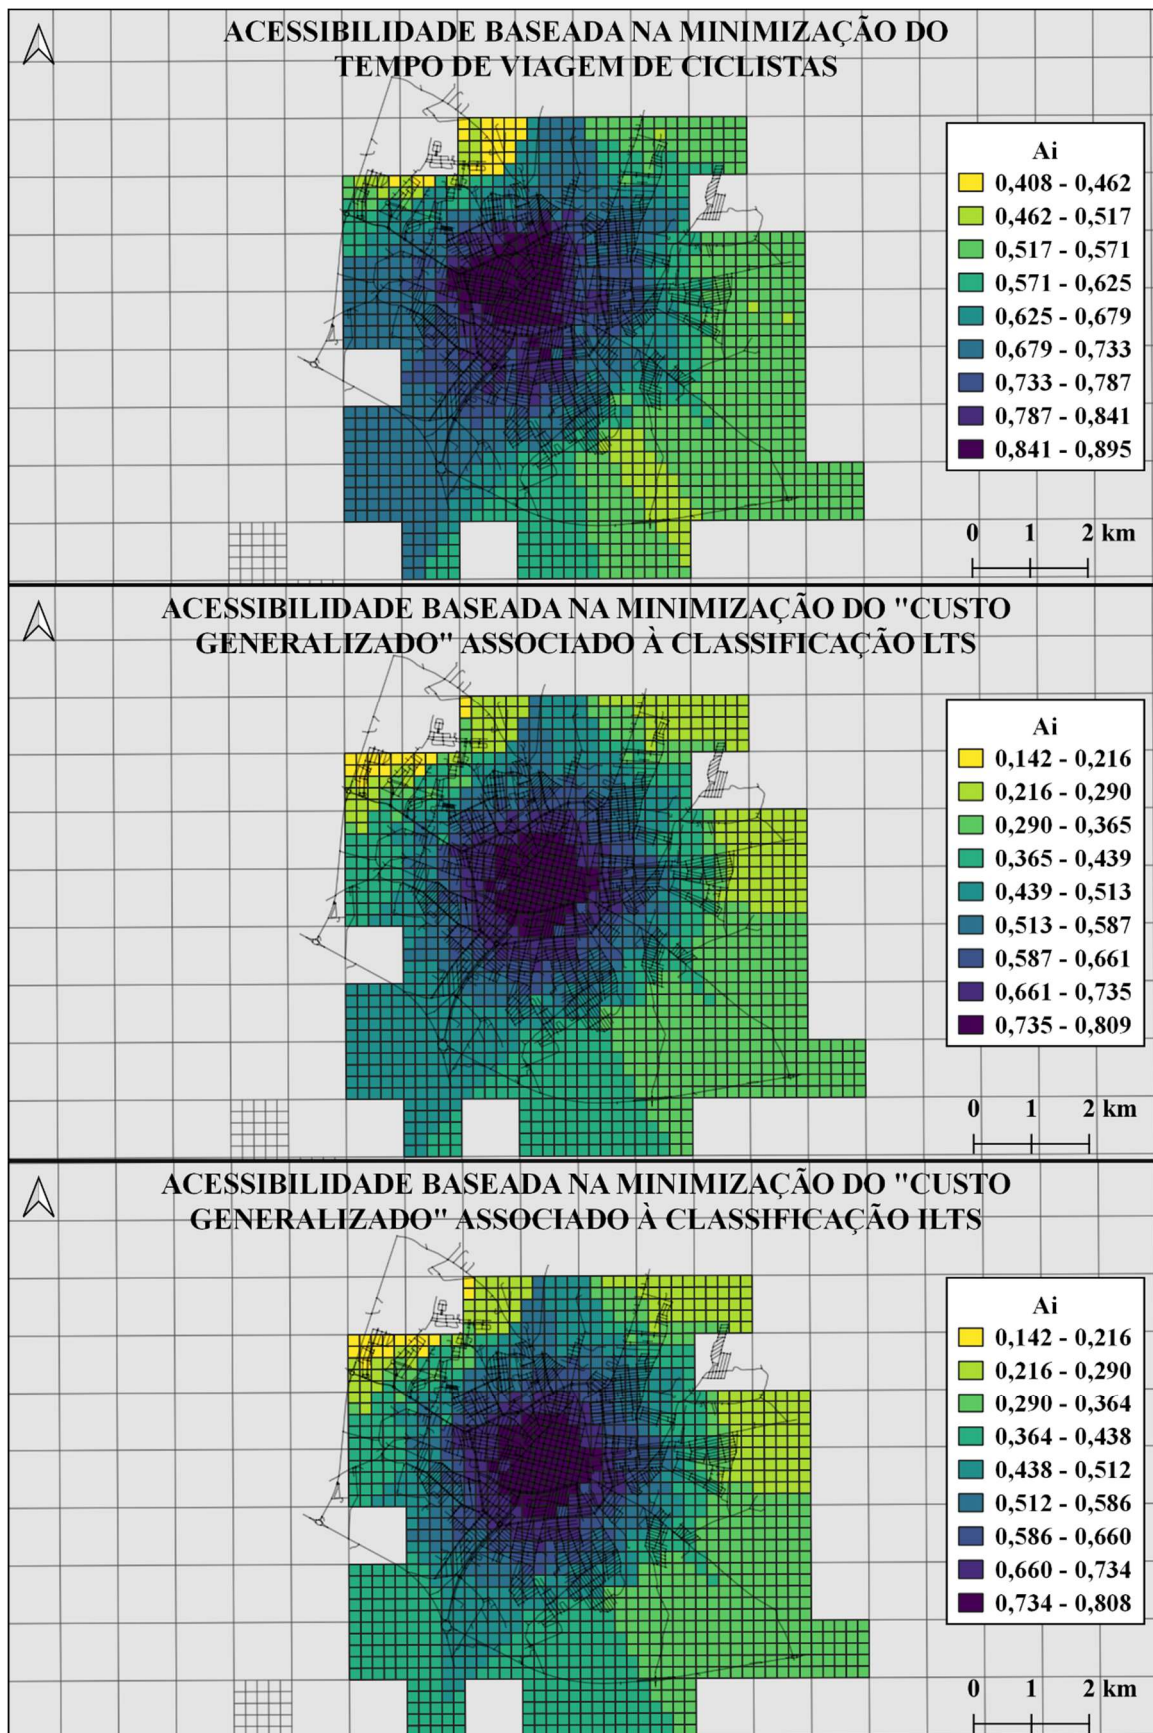 ACESSIBILIDADE BASEADA NA MINIMIZAÇÃO DO
TEMPO DE VIAGEM DE CICLISTAS
Ai
0,408 - 0,462
0,462 - 0,517
0,517 - 0,571
0,571 - 0,625
0,625 - 0,679
0,679 - 0,733
0,733 - 0,787
0,787 - 0,841
0,841 - 0,895
0 1 2 km
ACESSIBILIDADE BASEADA NA MINIMIZAÇÃO DO "CUSTO
GENERALIZADO" ASSOCIADO À CLASSIFICAÇÃO LTS
Ai
0,142 - 0,216
0,216 - 0,290
0,290 - 0,365
0,365 - 0,439
0,439 - 0,513
0,513 - 0,587
0,587 - 0,661
0,661 - 0,735
0,735 - 0,809
0 1 2 km
ACESSIBILIDADE BASEADA NA MINIMIZAÇÃO DO "CUSTO
GENERALIZADO" ASSOCIADO À CLASSIFICAÇÃO ILTS
Ai
0,142 - 0,216
0,216 - 0,290
0,290 - 0,364
0,364 - 0,438
0,438 - 0,512
0,512 - 0,586
0,586 - 0,660
0,660 - 0,734
0,734 - 0,808
0 1 2 km